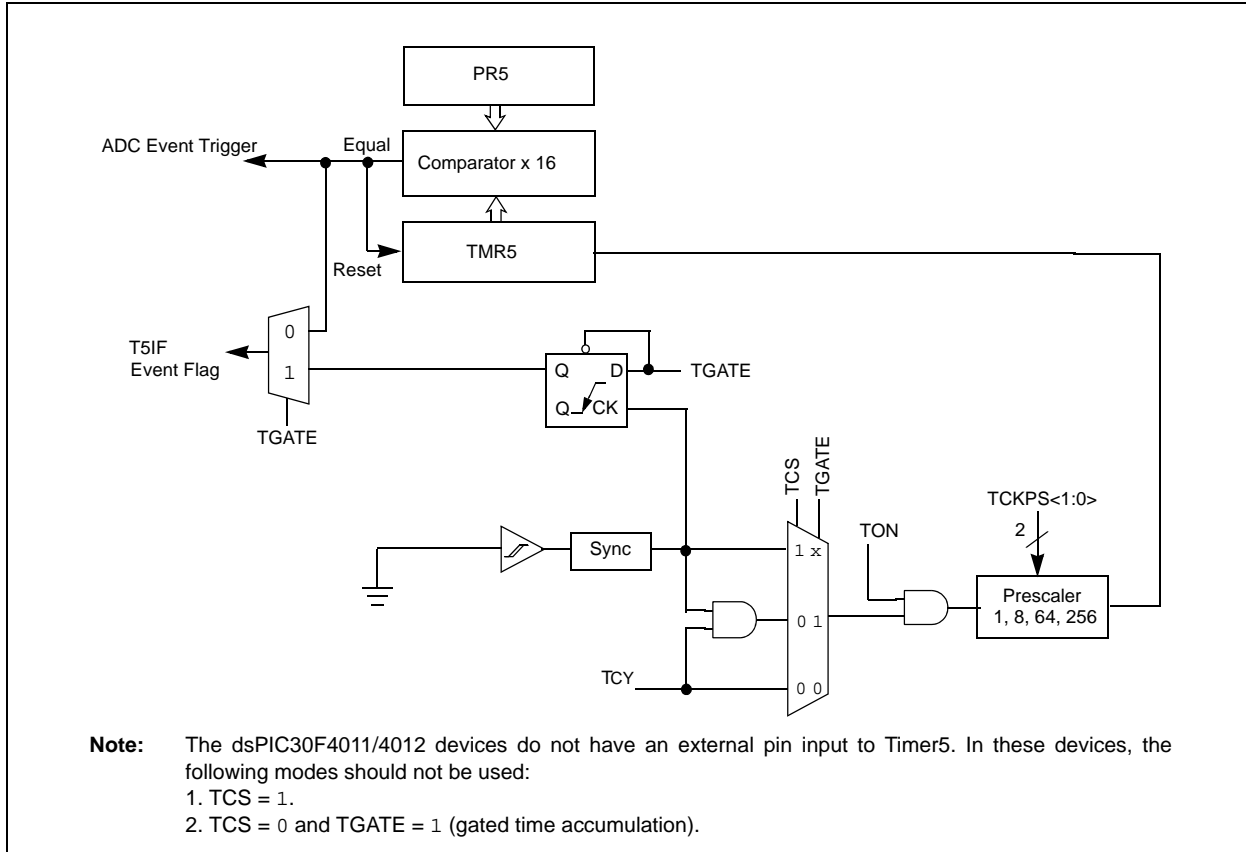 PR5
ADC Event Trigger
Equal
Comparator x 16
TMR5
Reset
0
T5IF
Event Flag
1
TGATE
Q
D
TGATE
Q
CK
TCS
TGATE
TCKPS<1:0>
2
TON
Sync
1 x
Prescaler
1, 8, 64, 256
0 1
TCY
0 0
Note: The dsPIC30F4011/4012 devices do not have an external pin input to Timer5. In these devices, the
following modes should not be used:
1. TCS = 1.
2. TCS = 0 and TGATE = 1 (gated time accumulation).